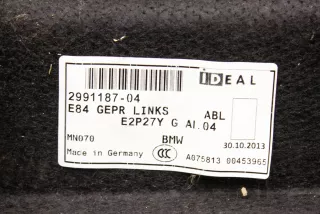 IDEAL
2991187-04
E84 GEPR LINKS ABL
E2P27Y G AI.04
MN070 BMW 30.10.2013
Made in Germany CCC A075813 00453965